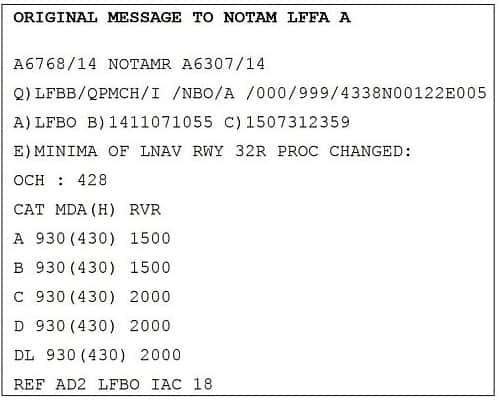 ORIGINAL MESSAGE TO NOTAM LFFA A
A6768/14 NOTAMR A6307/14
Q)LFBB/QPMCH/I /NBO/A /000/999/4338N00122E005
A)LFBO B)1411071055 C)1507312359
E)MINIMA OF LNAV RWY 32R PROC CHANGED:
OCH : 428
CAT MDA(H) RVR
A 930(430) 1500
B 930(430) 1500
C 930(430) 2000
D 930(430) 2000
DL 930(430) 2000
REF AD2 LFBO IAC 18